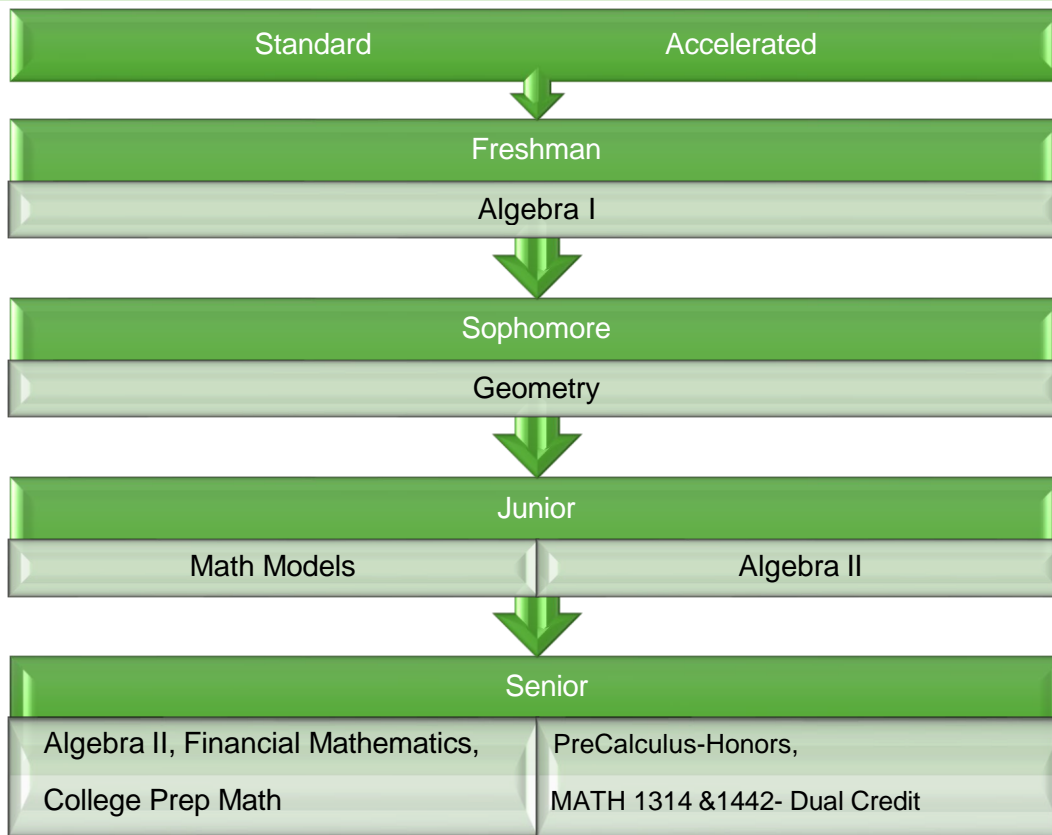 Standard Accelerated
Freshman
Algebra I
Sophomore
Geometry
Junior
Math Models Algebra II
Senior
Algebra II, Financial Mathematics,
College Prep Math
PreCalculus-Honors,
MATH 1314 &1442- Dual Credit